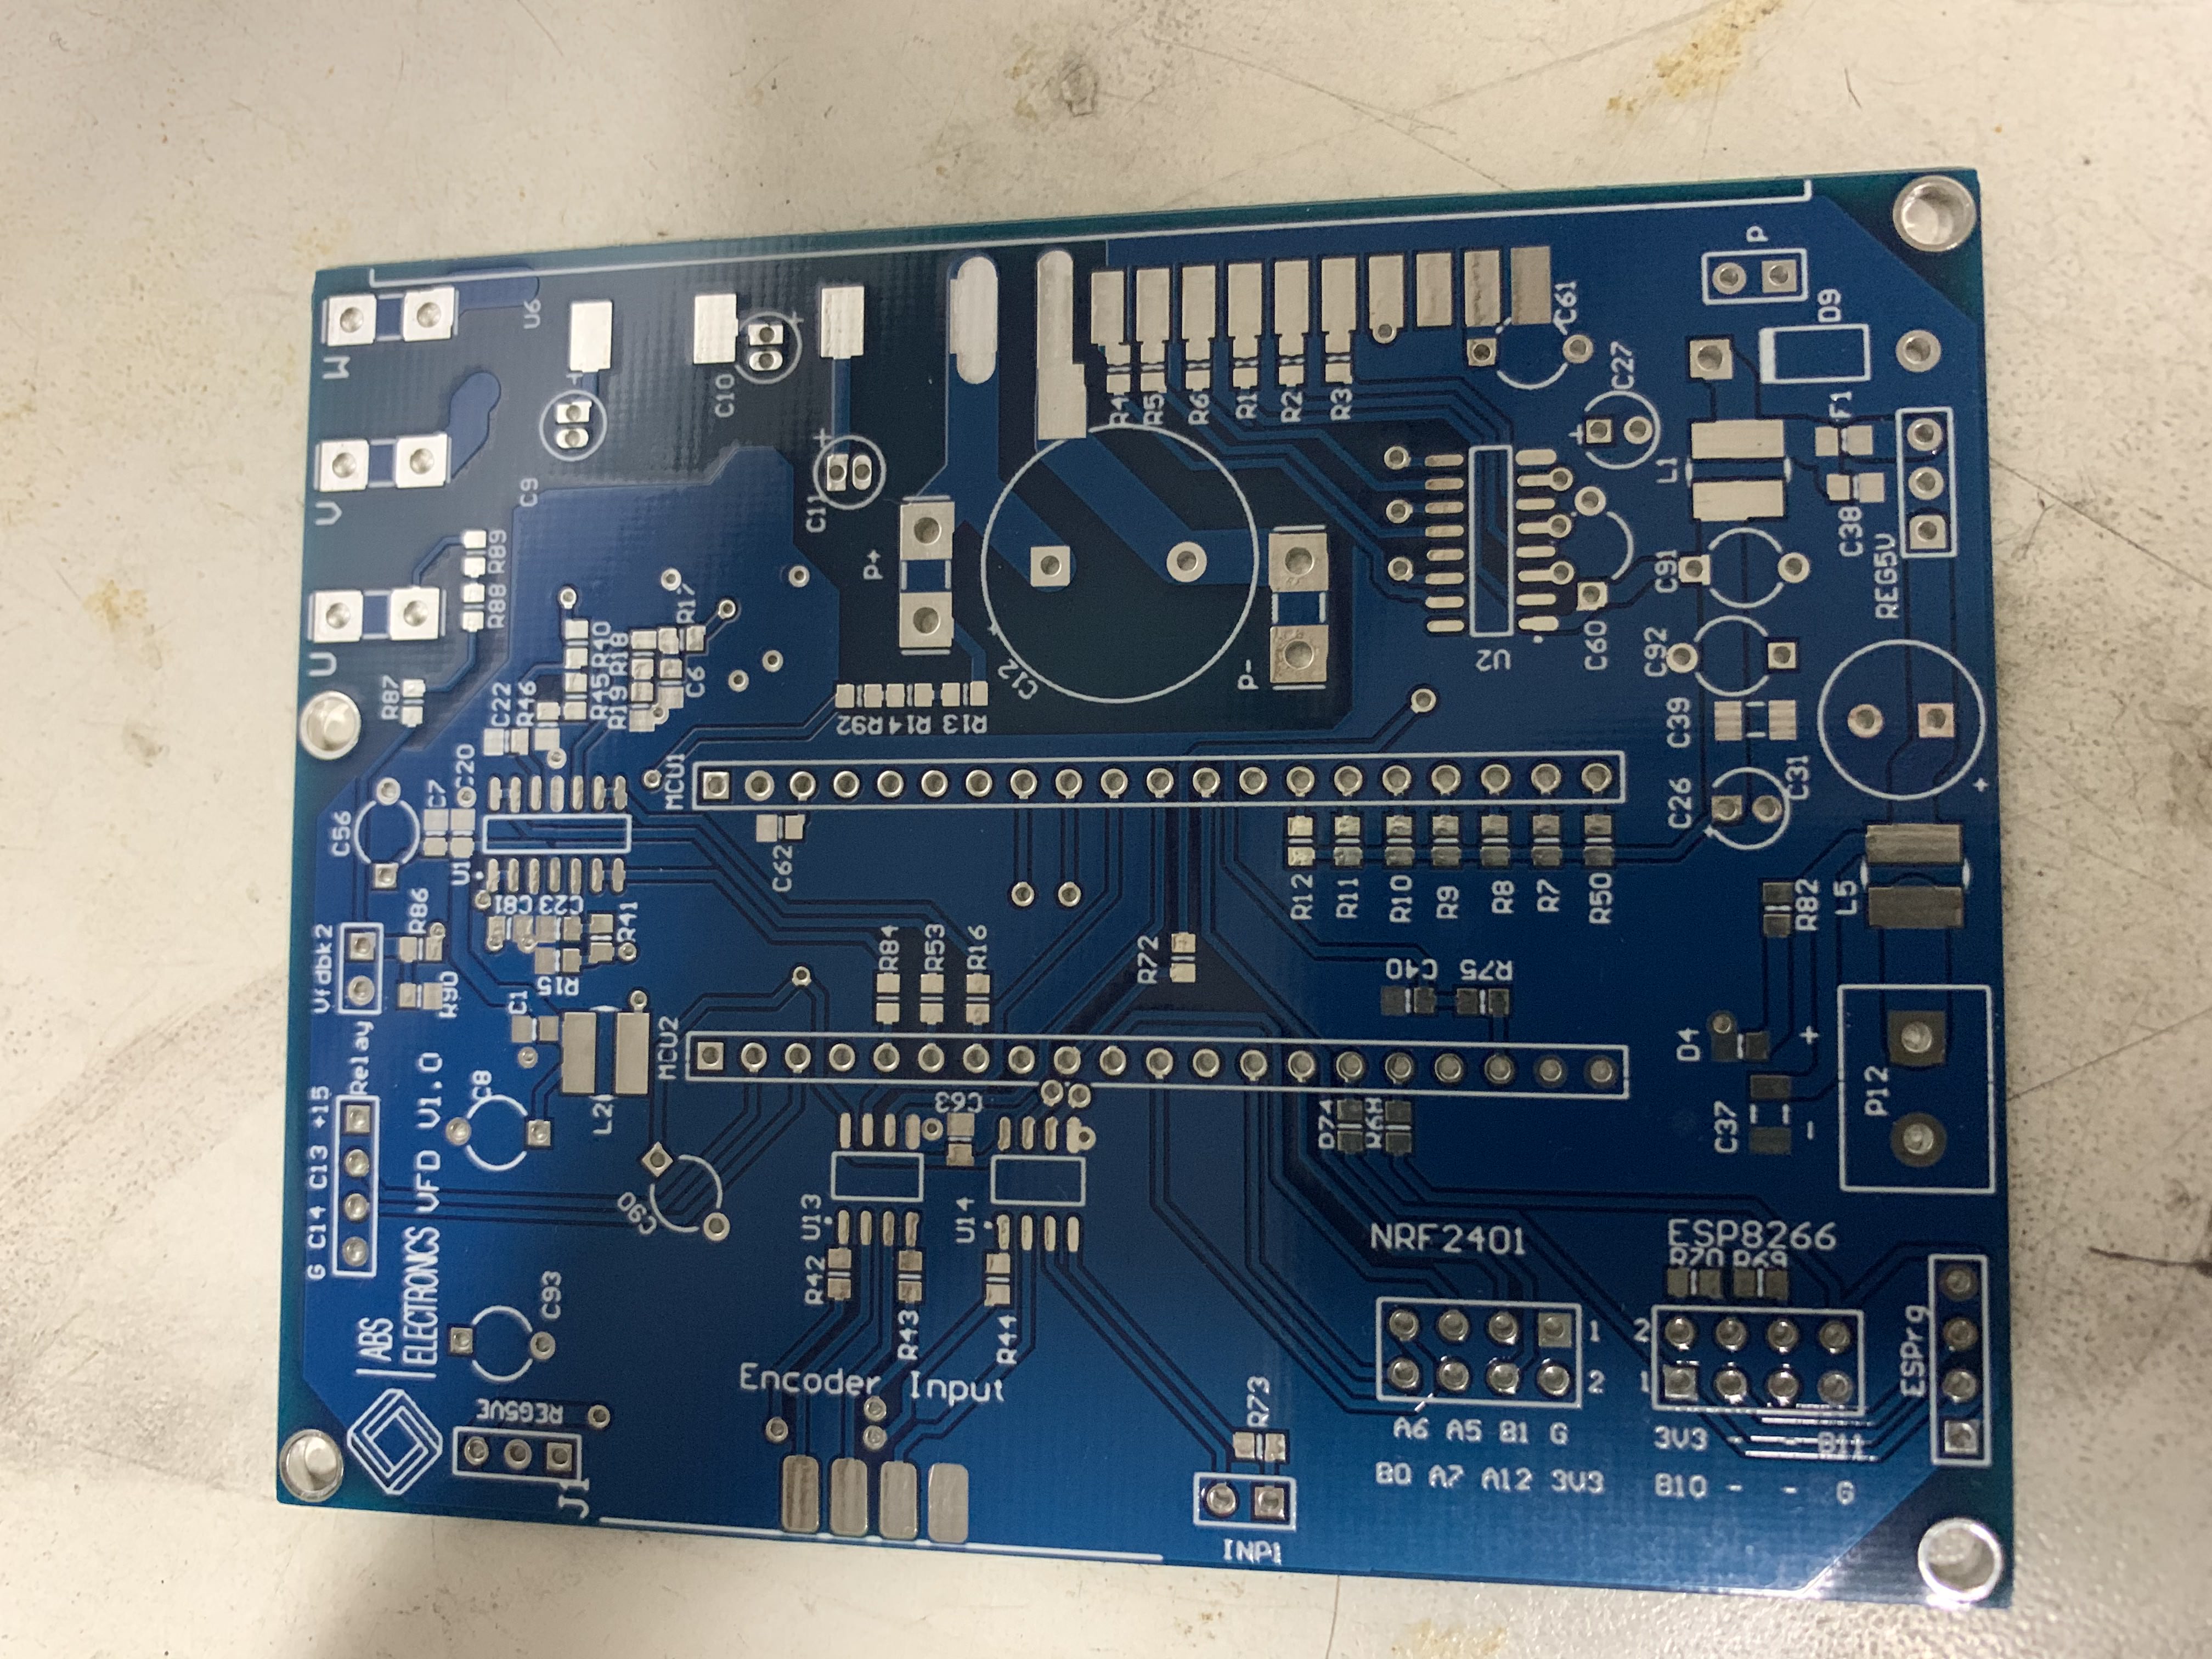 W
U6
P
D9
C61
C10
C27
F1
R4
R5
R6
R1
R2
R3
V
C9
C11
L1
C38
P+
C91
REG5V
R89
R88
R17
U
R40
R45
R18
R19
C6
P-
U2
C60
C92
C12
R87
C22
R46
R92
R14
R13
C39
C20
MCU1
C7
C56
U1
C62
C26
C31
R12
R11
R10
R9
R8
R7
R50
R82
L5
R86
C81
C23
R41
Vfdbk2
R84
R53
R16
R72
C40
R75
R90
R15
C1
Relay
MCU2
D4
+
C8
L2
C63
P12
G C14 C13 +15
C37
-
ABS
ELECTRONICS VFD V1.0
C90
U13
U14
NRF2401
ESP8266
R70
R69
R42
C93
R43
R44
1
2
2
1
ESPrg
Encoder Input
REG5VE
R73
A6 A5 B1 G
3V3 - - B11
J1
B0 A7 A12 3V3
B10 - - G
INP1